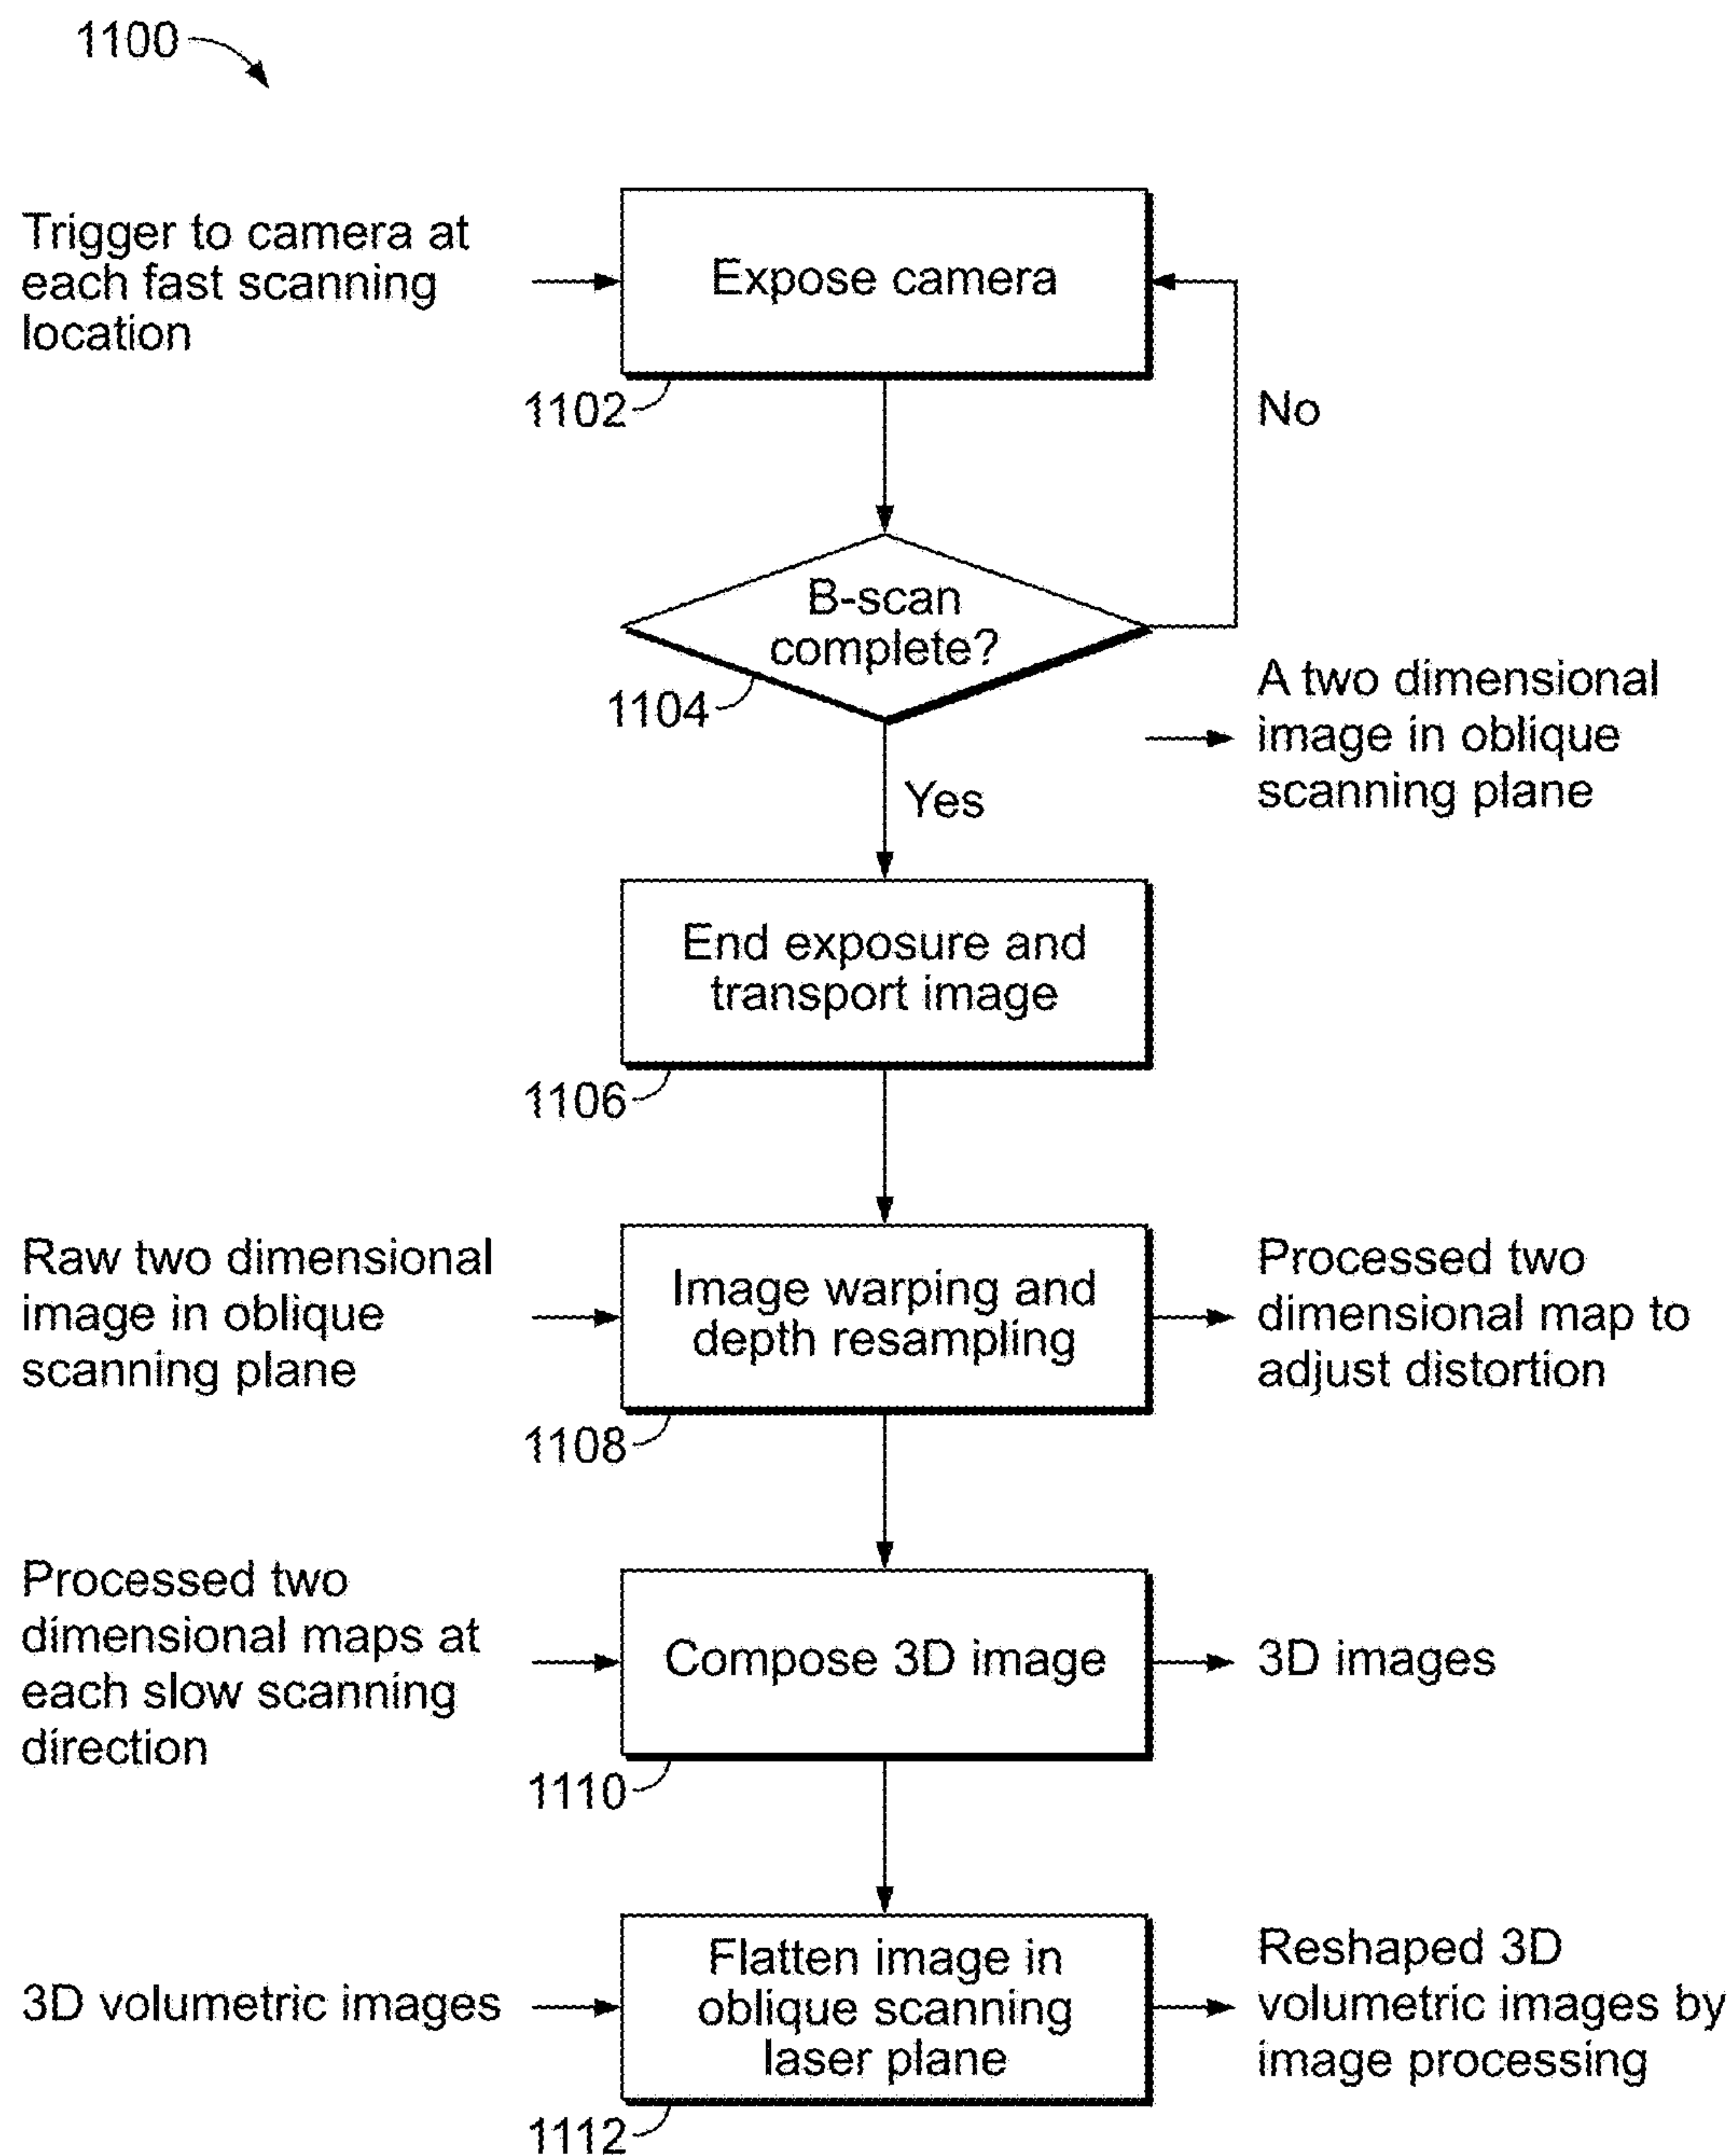 1100
Trigger to camera at
each fast scanning
location
Expose camera
1102
No
B-scan
complete?
1104
A two dimensional
image in oblique
scanning plane
Yes
End exposure and
transport image
1106
Raw two dimensional
image in oblique
scanning plane
Image warping and
depth resampling
Processed two
dimensional map to
adjust distortion
1108
Processed two
dimensional maps at
each slow scanning
direction
Compose 3D image
3D images
1110
3D volumetric images
Flatten image in
oblique scanning
laser plane
Reshaped 3D
volumetric images by
image processing
1112